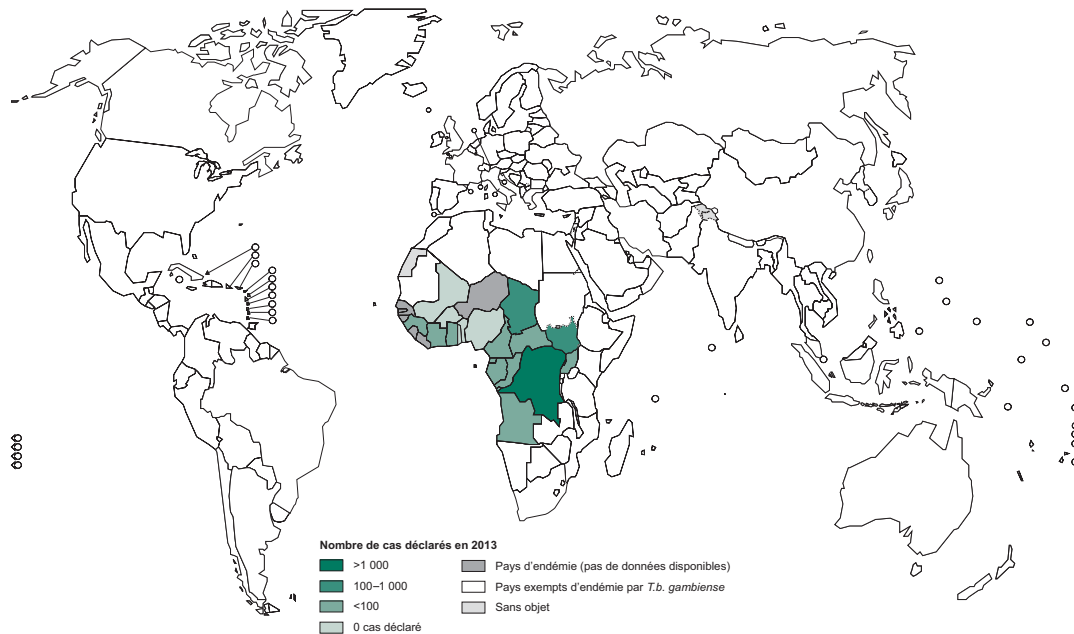 Nombre de cas déclarés en 2013
>1 000
100–1 000
<100
0 cas déclaré
Pays d'endémie (pas de données disponibles)
Pays exempts d'endémie par T.b. gambiense
Sans objet